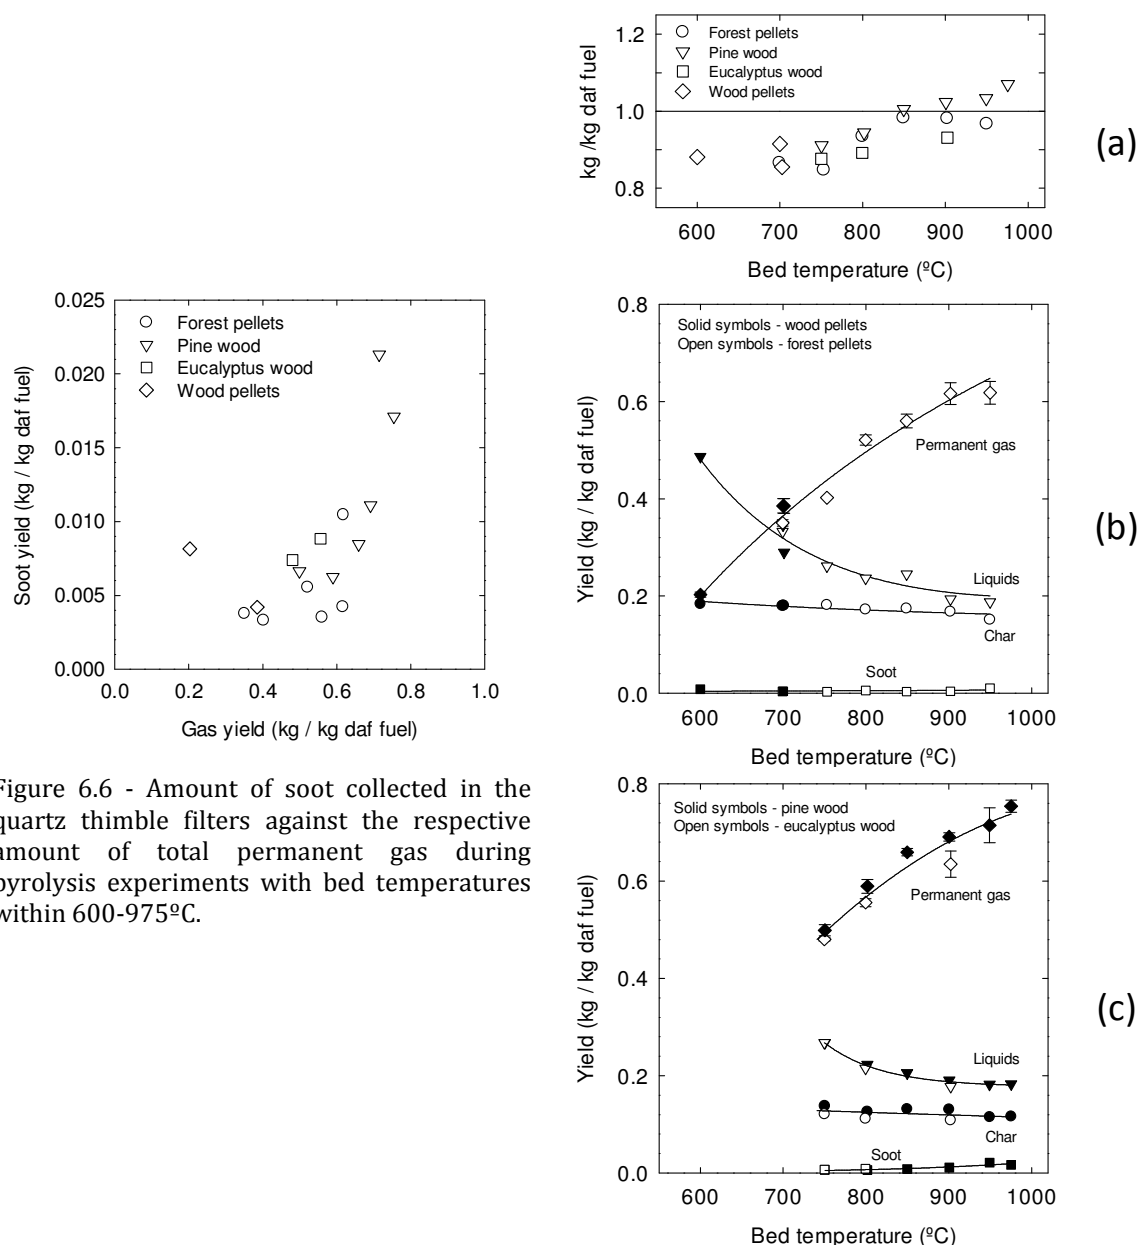 1.2
1.0
0.8
kg /kg daf fuel
Forest pellets
Pine wood
Eucalyptus wood
Wood pellets
600 700 800 900 1000
Bed temperature (ºC)
(a)
0.025
0.020
0.015
0.010
0.005
0.000
Soot yield (kg / kg daf fuel)
Forest pellets
Pine wood
Eucalyptus wood
Wood pellets
0.0 0.2 0.4 0.6 0.8 1.0
Gas yield (kg / kg daf fuel)
Figure 6.6 - Amount of soot collected in the
quartz thimble filters against the respective
amount of total permanent gas during
pyrolysis experiments with bed temperatures
within 600-975ºC.
0.8
0.6
0.4
0.2
0.0
Yield (kg / kg daf fuel)
Solid symbols - wood pellets
Open symbols - forest pellets
Permanent gas
Liquids
Char
Soot
600 700 800 900 1000
Bed temperature (ºC)
(b)
0.8
0.6
0.4
0.2
0.0
Yield (kg / kg daf fuel)
Solid symbols - pine wood
Open symbols - eucalyptus wood
Permanent gas
Liquids
Char
Soot
600 700 800 900 1000
Bed temperature (ºC)
(c)